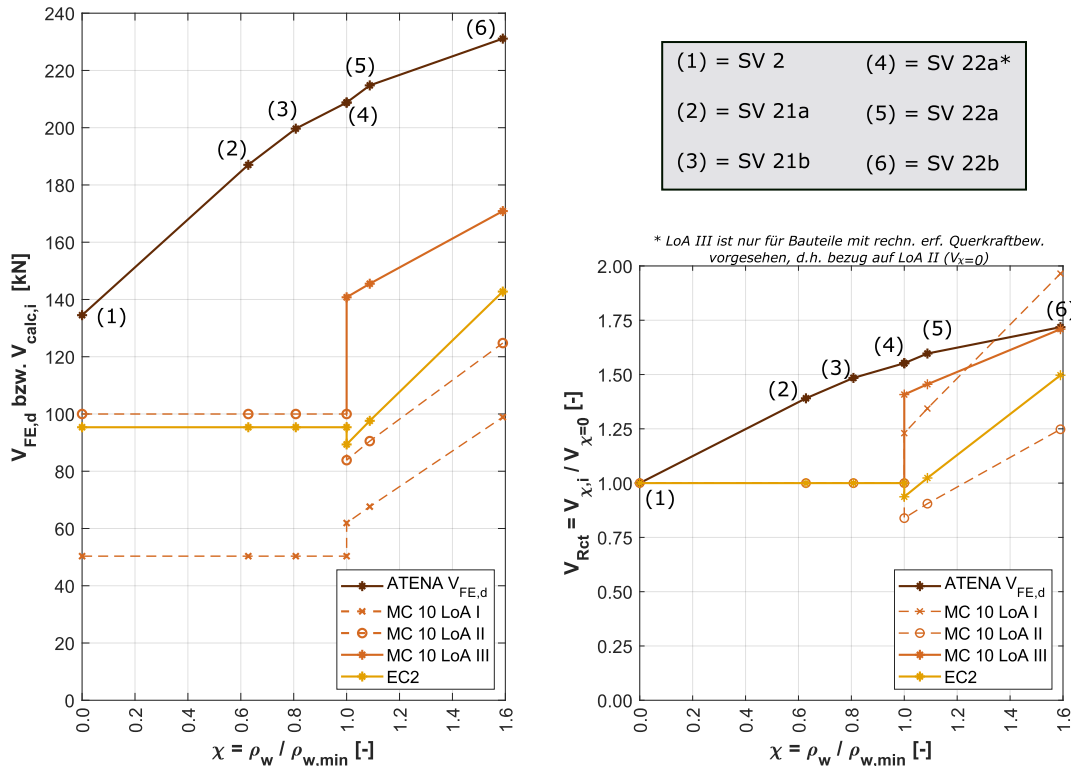 240
220
200
180
160
140
120
100
80
60
40
20
0
V_FE,d bzw. V_calc,i [kN]
0.0
0.2
0.4
0.6
0.8
1.0
1.2
1.4
1.6
χ = ρ_w / ρ_w,min [-]
(1)
(2)
(3)
(4)
(5)
(6)
ATENA V_FE,d
MC 10 LoA I
MC 10 LoA II
MC 10 LoA III
EC2
(1) = SV 2
(4) = SV 22a*
(2) = SV 21a
(5) = SV 22a
(3) = SV 21b
(6) = SV 22b
* LoA III ist nur für Bauteile mit rechn. erf. Querkraftbew.
vorgesehen, d.h. bezug auf LoA II (V_χ=0)
2.00
1.75
1.50
1.25
1.00
0.75
0.50
0.25
0.00
V_Rct = V_χ,i / V_χ=0 [-]
0.0
0.2
0.4
0.6
0.8
1.0
1.2
1.4
1.6
χ = ρ_w / ρ_w,min [-]
(1)
(2)
(3)
(4)
(5)
(6)
ATENA V_FE,d
MC 10 LoA I
MC 10 LoA II
MC 10 LoA III
EC2